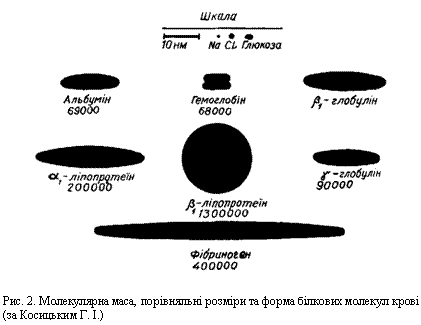 Шкала
10 нм Na CL Глюкоза
Альбумін
69000
Гемоглобін
68000
β₁-глобулін
α₁-ліпопротеїн
200000
β₁-ліпопротеїн
1300000
γ-глобулін
90000
Фібриноген
400000
Рис. 2. Молекулярна маса, порівняльні розміри та форма білкових молекул крові
(за Косицьким Г. І.)